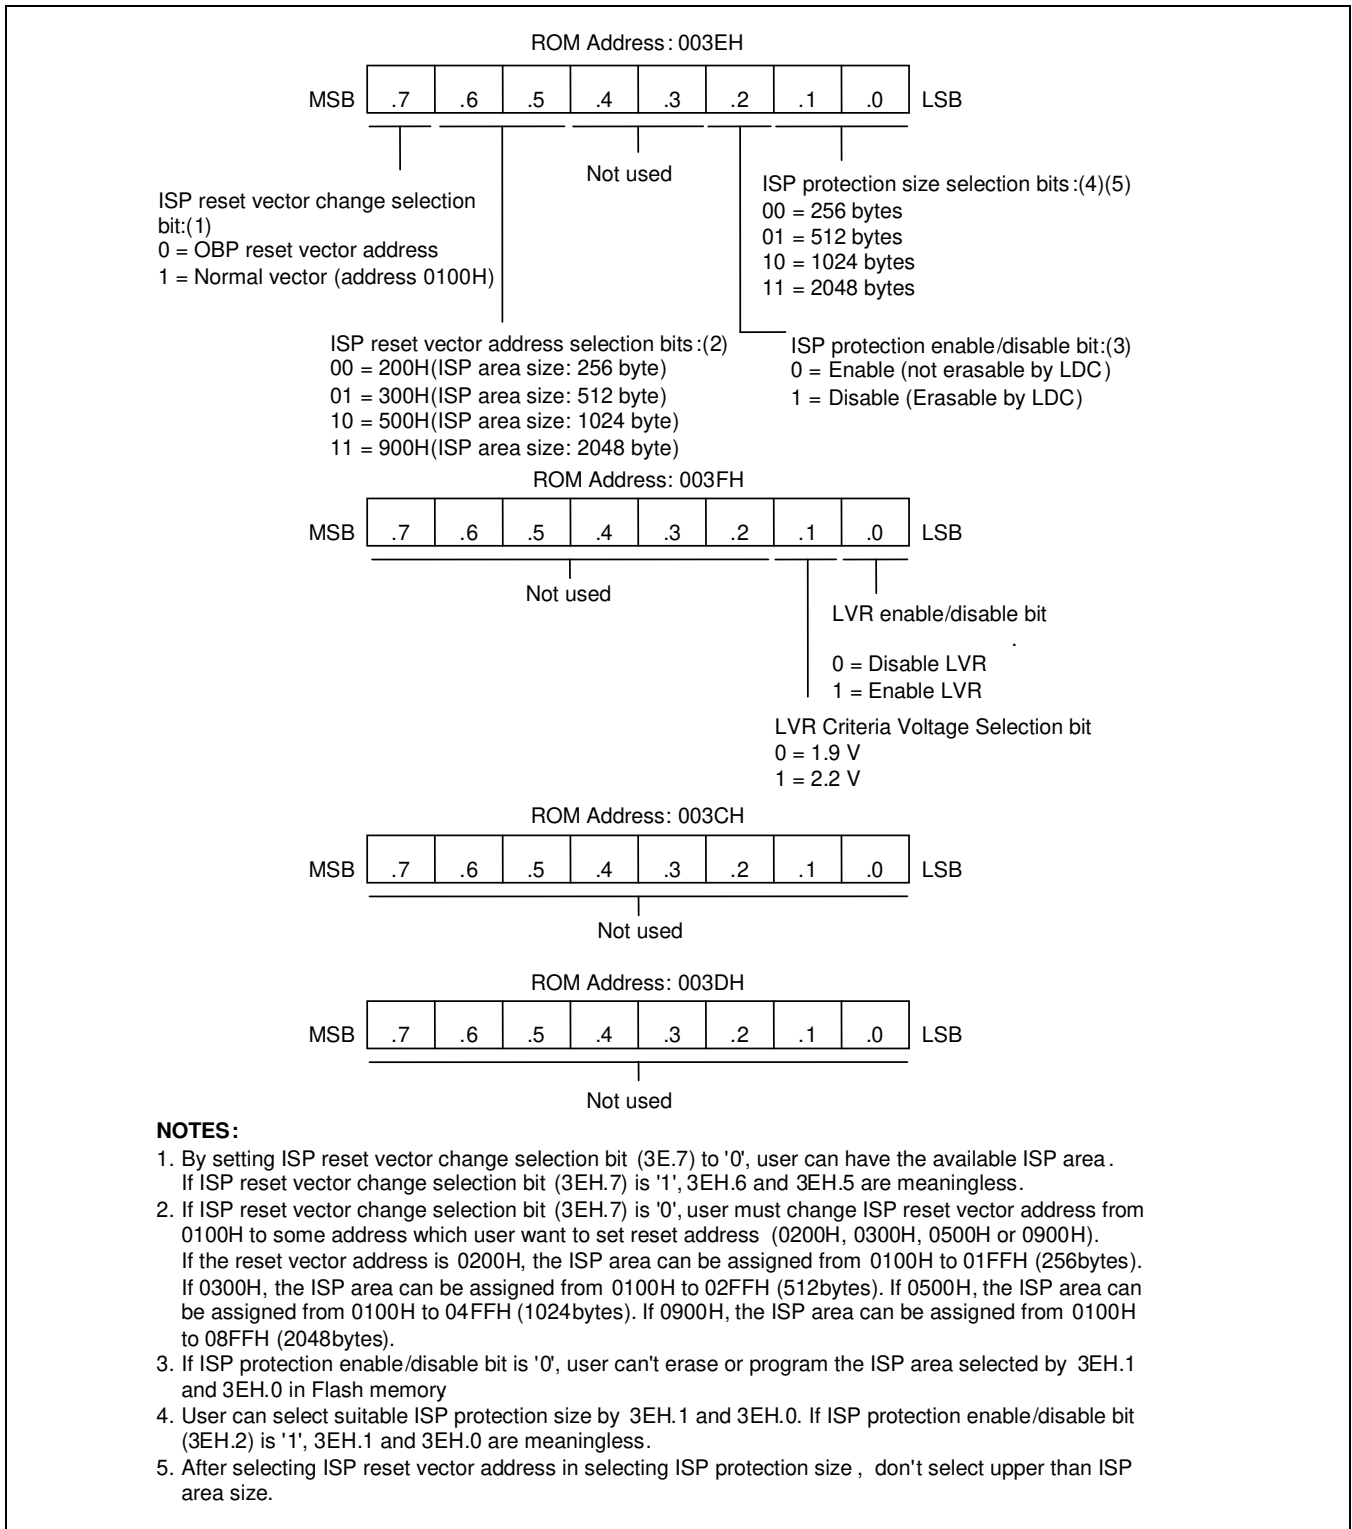 ROM Address: 003EH
MSB .7 .6 .5 .4 .3 .2 .1 .0 LSB
Not used
ISP reset vector change selection
bit:(1)
0 = OBP reset vector address
1 = Normal vector (address 0100H)
ISP protection size selection bits:(4)(5)
00 = 256 bytes
01 = 512 bytes
10 = 1024 bytes
11 = 2048 bytes
ISP reset vector address selection bits:(2)
00 = 200H(ISP area size: 256 byte)
01 = 300H(ISP area size: 512 byte)
10 = 500H(ISP area size: 1024 byte)
11 = 900H(ISP area size: 2048 byte)
ISP protection enable/disable bit:(3)
0 = Enable (not erasable by LDC)
1 = Disable (Erasable by LDC)
ROM Address: 003FH
MSB .7 .6 .5 .4 .3 .2 .1 .0 LSB
Not used
LVR enable/disable bit
.
0 = Disable LVR
1 = Enable LVR
LVR Criteria Voltage Selection bit
0 = 1.9 V
1 = 2.2 V
ROM Address: 003CH
MSB .7 .6 .5 .4 .3 .2 .1 .0 LSB
Not used
ROM Address: 003DH
MSB .7 .6 .5 .4 .3 .2 .1 .0 LSB
Not used
NOTES:
1. By setting ISP reset vector change selection bit (3E.7) to '0', user can have the available ISP area.
If ISP reset vector change selection bit (3EH.7) is '1', 3EH.6 and 3EH.5 are meaningless.
2. If ISP reset vector change selection bit (3EH.7) is '0', user must change ISP reset vector address from
0100H to some address which user want to set reset address (0200H, 0300H, 0500H or 0900H).
If the reset vector address is 0200H, the ISP area can be assigned from 0100H to 01FFH (256bytes).
If 0300H, the ISP area can be assigned from 0100H to 02FFH (512bytes). If 0500H, the ISP area can
be assigned from 0100H to 04FFH (1024bytes). If 0900H, the ISP area can be assigned from 0100H
to 08FFH (2048bytes).
3. If ISP protection enable/disable bit is '0', user can't erase or program the ISP area selected by 3EH.1
and 3EH.0 in Flash memory
4. User can select suitable ISP protection size by 3EH.1 and 3EH.0. If ISP protection enable/disable bit
(3EH.2) is '1', 3EH.1 and 3EH.0 are meaningless.
5. After selecting ISP reset vector address in selecting ISP protection size, don't select upper than ISP
area size.